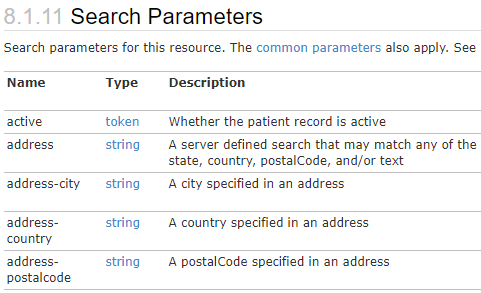 8.1.11 Search Parameters
Search parameters for this resource. The common parameters also apply. See
Name Type Description
active token Whether the patient record is active
address string A server defined search that may match any of the
state, country, postalCode, and/or text
address-city string A city specified in an address
address- string A country specified in an address
country
address- string A postalCode specified in an address
postalcode